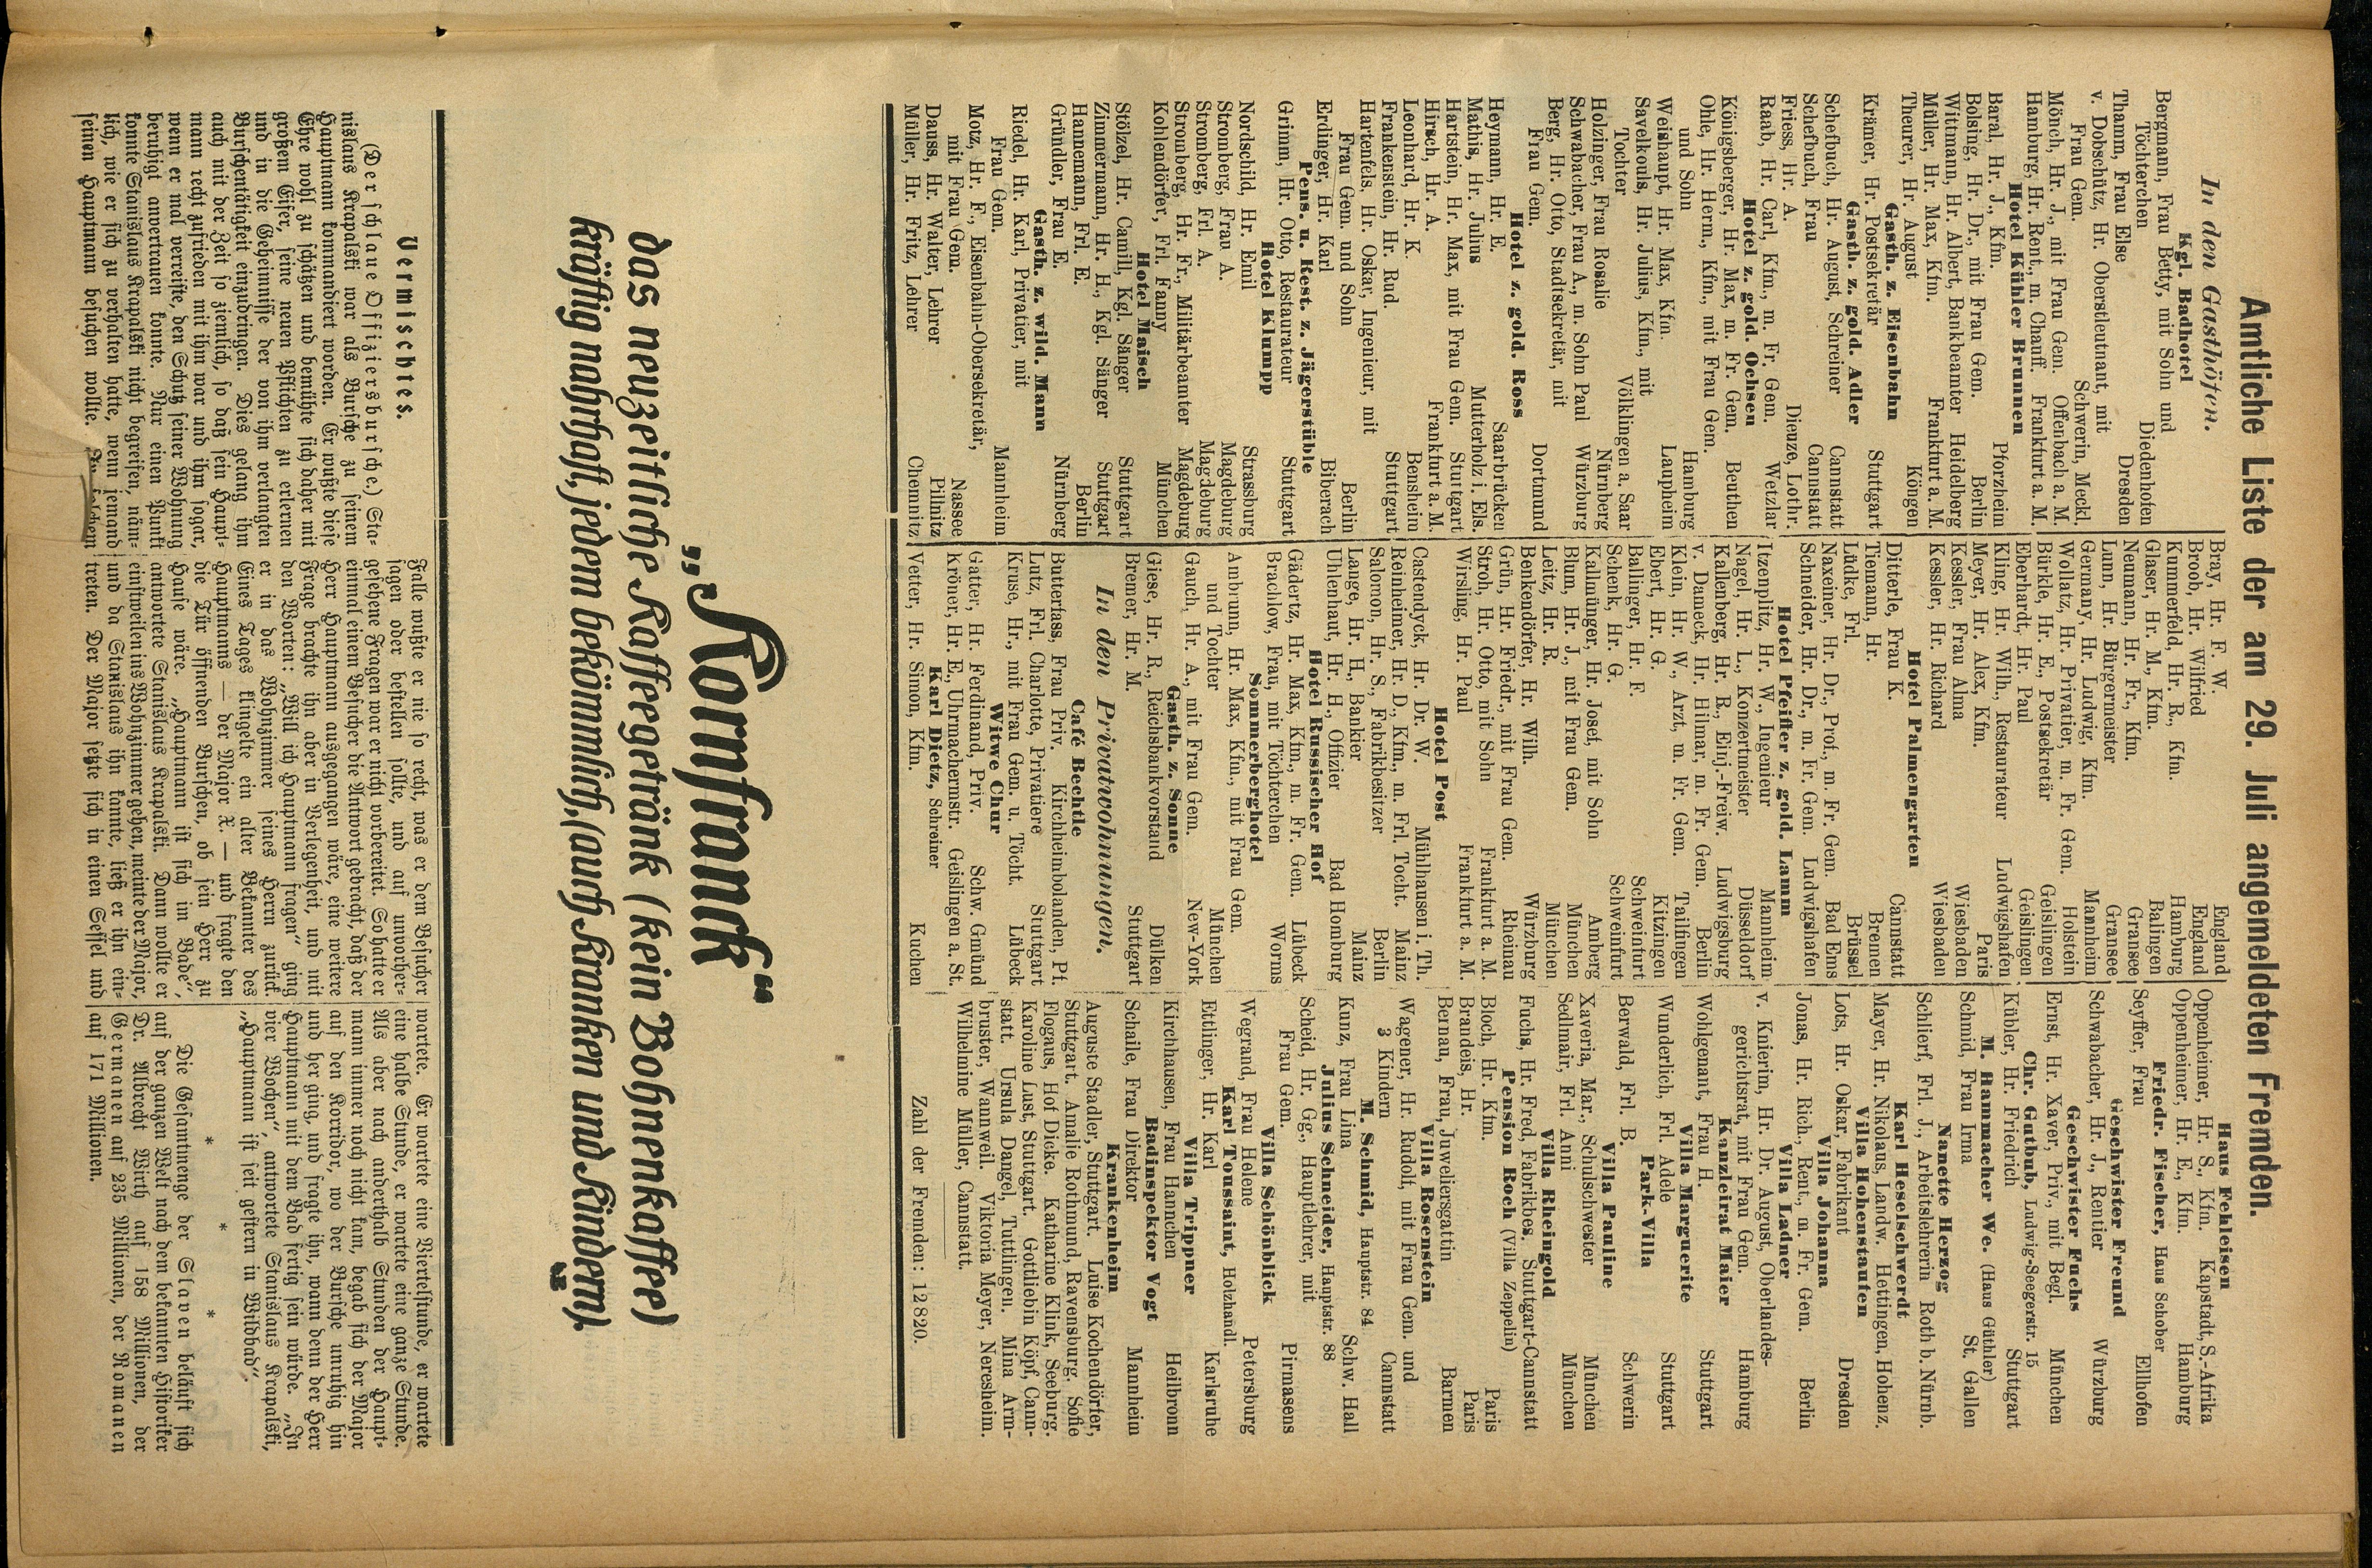 Amtliche Liste der am 29. Juli angemeldeten Fremden.
In den Gasthöfen.
Kgl. Badhotel
Bergmann, Frau Betty, mit Sohn und
Töchterchen Diedenhofen
Thamm, Frau Else Dresden
v. Dobschütz, Hr. Oberstleutnant, mit
Frau Gem. Schwerin, Meckl.
Mönch, Hr. J., mit Frau Gem. Offenbach a. M.
Hamburg, Hr. Rent., m. Chauff. Frankfurt a. M.
Hotel Kühler Brunnen
Baral, Hr. J., Kfm. Pforzheim
Bolsing, Hr. Dr., mit Frau Gem. Berlin
Wittmann, Hr. Albert, Bankbeamter Heidelberg
Müller, Hr. Max, Kfm. Frankfurt a. M.
Theurer, Hr. August Köngen
Gasth. z. Eisenbahn
Krämer, Hr. Postsekretär Stuttgart
Gasth. z. gold. Adler
Schefbuch, Hr. August, Schreiner Cannstatt
Schefbuch, Frau Cannstatt
Friess, Hr. A. Dieuze, Lothr.
Raab, Hr. Carl, Kfm., m. Fr. Gem. Wetzlar
Hotel z. gold. Ochsen
Königsberger, Hr. Max, m. Fr. Gem. Beuthen
Ohle, Hr. Herm., Kfm., mit Frau Gem.
und Sohn Hamburg
Weishaupt, Hr. Max, Kfm. Laupheim
Savelkouls, Hr. Julius, Kfm., mit
Tochter Völklingen a. Saar
Holzinger, Frau Rosalie Nürnberg
Schwabacher, Frau A., m. Sohn Paul Würzburg
Berg, Hr. Otto, Stadtsekretär, mit
Frau Gem. Dortmund
Hotel z. gold. Ross
Heymann, Hr. E. Saarbrücken
Mathis, Hr. Julius Mutterholz i. Els.
Hartstein, Hr. Max, mit Frau Gem. Stuttgart
Hirsch, Hr. A. Frankfurt a. M.
Leonhard, Hr. K. Bensheim
Frankenstein, Hr. Rud. Stuttgart
Hartenfels, Hr. Oskar, Ingenieur, mit
Frau Gem. und Sohn Berlin
Erdinger, Hr. Karl Biberach
Pens. u. Rest. z. Jägerstüble
Grimm, Hr. Otto, Restaurateur Stuttgart
Hotel Klumpp
Nordschild, Hr. Emil Strassburg
Stromberg, Frau A. Magdeburg
Stromberg, Frl. A. Magdeburg
Stromberg, Hr. Fr., Militärbeamter Magdeburg
Kohlendörfer, Frl. Fanny München
Hotel Maisch
Stölzel, Hr. Camill, Kgl. Sänger Stuttgart
Zimmermann, Hr. H., Kgl. Sänger Stuttgart
Hannemann, Frl. E. Berlin
Gründler, Frau E. Nürnberg
Gasth. z. wild. Mann
Riedel, Hr. Karl, Privatier, mit
Frau Gem. Mannheim
Motz, Hr. F., Eisenbahn-Obersekretär,
mit Frau Gem. Nassee
Dauss, Hr. Walter, Lehrer Pillnitz
Müller, Hr. Fritz, Lehrer Chemnitz
Bray, Hr. F. W. England
Broob, Hr. Wilfried England
Kummerfeld, Hr. R., Kfm. Hamburg
Glaser, Hr. M., Kfm. Balingen
Neumann, Hr. Fr., Kfm. Gransee
Lunn, Hr. Bürgermeister Gransee
Germany, Hr. Ludwig, Kfm. Mannheim
Wollatz, Hr. Privatier, m. Fr. Gem. Holstein
Bürkle, Hr. E., Postsekretär Geislingen
Eberhardt, Hr. Paul Geislingen
Kling, Hr. Wilh., Restaurateur Ludwigshafen
Meyer, Hr. Alex, Kfm. Paris
Kessler, Frau Alma Wiesbaden
Kessler, Hr. Richard Wiesbaden
Hotel Palmengarten
Ditterle, Frau K. Cannstatt
Tiemann, Hr. Bremen
Lüdke, Frl. Brüssel
Naxeiner, Hr. Dr., Prof., m. Fr. Gem. Bad Ems
Schneider, Hr. Dr., m. Fr. Gem. Ludwigshafen
Hotel Pfeiffer z. gold. Lamm
Itzenplitz, Hr. W., Ingenieur Mannheim
Nagel, Hr. L., Konzertmeister Düsseldorf
Kallenberg, Hr. R., Einj.-Freiw. Ludwigsburg
v. Dameck, Hr. Hilmar, m. Fr. Gem. Berlin
Klein, Hr. W., Arzt, m. Fr. Gem. Tailfingen
Ebert, Hr. G. Kitzingen
Ballinger, Hr. F. Schweinfurt
Schenk, Hr. G. Schweinfurt
Kallmünger, Hr. Josef, mit Sohn Amberg
Blum, Hr. J., mit Frau Gem. München
Leitz, Hr. R. München
Benkendörfer, Hr. Wilh. Würzburg
Grün, Hr. Friedr., mit Frau Gem. Rheinau
Stroh, Hr. Otto, mit Sohn Frankfurt a. M.
Wirsling, Hr. Paul Frankfurt a. M.
Hotel Post
Castendyck, Hr. Dr. W. Mühlhausen i. Th.
Reinheimer, Hr. D., Kfm., m. Frl. Tocht. Mainz
Salomon, Hr. S., Fabrikbesitzer Berlin
Lange, Hr. H., Bankier Mainz
Uhlenhaut, Hr. H., Offizier Bad Homburg
Hotel Russischer Hof
Gädertz, Hr. Max, Kfm., m. Fr. Gem. Lübeck
Brachlow, Frau, mit Töchterchen Worms
Sommerberghotel
Ambrunn, Hr. Max, Kfm., mit Frau Gem.
und Tochter München
Gauch, Hr. A., mit Frau Gem. New-York
Gasth. z. Sonne
Giese, Hr. R., Reichsbankvorstand Dülken
Bremer, Hr. M. Stuttgart
In den Privatwohnungen.
Café Bechtle
Butterfass, Frau Priv. Kirchheimbolanden, Pf.
Lutz, Frl. Charlotte, Privatiere Stuttgart
Kruse, Hr., mit Frau Gem. u. Töcht. Lübeck
Witwe Chur
Gatter, Hr. Ferdinand, Priv. Schw. Gmünd
Kröner, Hr. E., Uhrmachermstr. Geislingen a. St.
Karl Dietz, Schreiner
Vetter, Hr. Simon, Kfm. Kuchen
Haus Fehleisen
Oppenheimer, Hr. S., Kfm. Kapstadt, S.-Afrika
Oppenheimer, Hr. E., Kfm. Hamburg
Friedr. Fischer, Haus Schober
Seyffer, Frau Ellhofen
Geschwister Freund
Schwabacher, Hr. J., Rentier Würzburg
Geschwister Fuchs
Ernst, Hr. Xaver, Priv., mit Begl. München
Chr. Gutbub, Ludwig-Seegerstr. 15
Kübler, Hr. Friedrich Stuttgart
M. Hammacher We. (Haus Güthler)
Schmid, Frau Irma St. Gallen
Nanette Herzog
Schlierf, Frl. J., Arbeitslehrerin Roth b. Nürnb.
Karl Heselschwerdt
Mayer, Hr. Nikolaus, Landw. Hettingen, Hohenz.
Villa Hohenstaufen
Lots, Hr. Oskar, Fabrikant Dresden
Villa Johanna
Jonas, Hr. Rich., Rent., m. Fr. Gem. Berlin
Villa Ladner
v. Knierim, Hr. Dr. August, Oberlandes-
gerichtsrat, mit Frau Gem. Hamburg
Kanzleirat Maier
Wohlgenannt, Frau H. Stuttgart
Villa Marguerite
Wunderlich, Frl. Adele Stuttgart
Park-Villa
Berwald, Frl. B. Schwerin
Villa Pauline
Xaveria, Mar., Schulschwester München
Sedlmair, Frl. Anni München
Villa Rheingold
Fuchs, Hr. Fred, Fabrikbes. Stuttgart-Cannstatt
Pension Roch (Villa Zeppelin)
Bloch, Hr. Kfm. Paris
Brandeis, Hr. Paris
Bernau, Frau, Juweliersgattin Barmen
Villa Rosenstein
Wagener, Hr. Rudolf, mit Frau Gem. und
3 Kindern Cannstatt
M. Schmid, Hauptstr. 84
Kunz, Frau Lina Schw. Hall
Julius Schneider, Hauptstr. 88
Scheid, Hr. Gg., Hauptlehrer, mit
Frau Gem. Pirmasens
Villa Schönblick
Wegrand, Frau Helene Petersburg
Karl Toussaint, Holzhandl.
Ettlinger, Hr. Karl Karlsruhe
Villa Trippner
Kirchhausen, Frau Hannchen Heilbronn
Badinspektor Vogt
Schaile, Frau Direktor Mannheim
Krankenheim
Auguste Stadler, Stuttgart. Luise Kochendörfer,
Stuttgart. Amalie Rothmund, Ravensburg. Sofie
Flogaus, Hof Dicke. Katharine Klink, Seeburg.
Karoline Lust, Stuttgart. Gottliebin Köpf, Cann-
statt. Ursula Dangel, Tuttlingen. Mina Arm-
bruster, Wannweil. Viktoria Meyer, Neresheim.
Wilhelmine Müller, Cannstatt.
Zahl der Fremden: 12820.
„Kornfranck“
das neuzeitliche Kaffeegetränk (kein Bohnenkaffee)
kräftig nahrhaft, jedem bekömmlich, (auch Kranken und Kindern).
Vermischtes.
(Der schlaue Offiziersbursche.) Sta-
nislaus Krapalski war als Bursche zu seinem
Hauptmann kommandiert worden. Er wußte diese
Ehre wohl zu schätzen und bemühte sich daher mit
großem Eifer, seine neuen Pflichten zu erlernen
und in die Geheimnisse der von ihm verlangten
Burschentätigkeit einzudringen. Dies gelang ihm
auch mit der Zeit so ziemlich, so daß sein Haupt-
mann recht zufrieden mit ihm war und ihm sogar,
wenn er mal verreiste, den Schutz seiner Wohnung
beruhigt anvertrauen konnte. Nur einen Punkt
konnte Stanislaus Krapalski nicht begreifen, näm-
lich, wie er sich zu verhalten hatte, wenn jemand
seinen Hauptmann besuchen wollte. In solchem
Falle wußte er nie so recht, was er dem Besucher
sagen oder bestellen sollte, und auf unvorher-
gesehene Fragen war er nicht vorbereitet. So hatte er
einmal einem Besucher die Antwort gebracht, daß der
Herr Hauptmann ausgegangen wäre, eine weitere
Frage brachte ihn aber in Verlegenheit, und mit
den Worten: „Will ich Hauptmann fragen“ ging
er in das Wohnzimmer seines Herrn zurück.
Eines Tages klingelte ein alter Bekannter des
Hauptmanns — der Major X. — und fragte den
die Tür öffnenden Burschen, ob sein Herr zu
Hause wäre. „Hauptmann ist sich im Bade“,
antwortete Stanislaus Krapalski. Dann wollte er
einstweilen ins Wohnzimmer gehen, meinte der Major,
und da Stanislaus ihn kannte, ließ er ihn ein-
treten. Der Major setzte sich in einen Sessel und
wartete. Er wartete eine Viertelstunde, er wartete
eine halbe Stunde, er wartete eine ganze Stunde.
Als aber nach anderthalb Stunden der Haupt-
mann immer noch nicht kam, begab sich der Major
auf den Korridor, wo der Bursche unruhig hin
und her ging, und fragte ihn, wann denn der Herr
Hauptmann mit dem Bad fertig sein würde. „In
vier Wochen“, antwortete Stanislaus Krapalski,
„Hauptmann ist seit gestern in Wildbad“.
* * *
Die Gesamtmenge der Slaven beläuft sich
auf der ganzen Welt nach dem bekannten Historiker
Dr. Albrecht Wirth auf 158 Millionen, der
Germanen auf 235 Millionen, der Romanen
auf 171 Millionen.